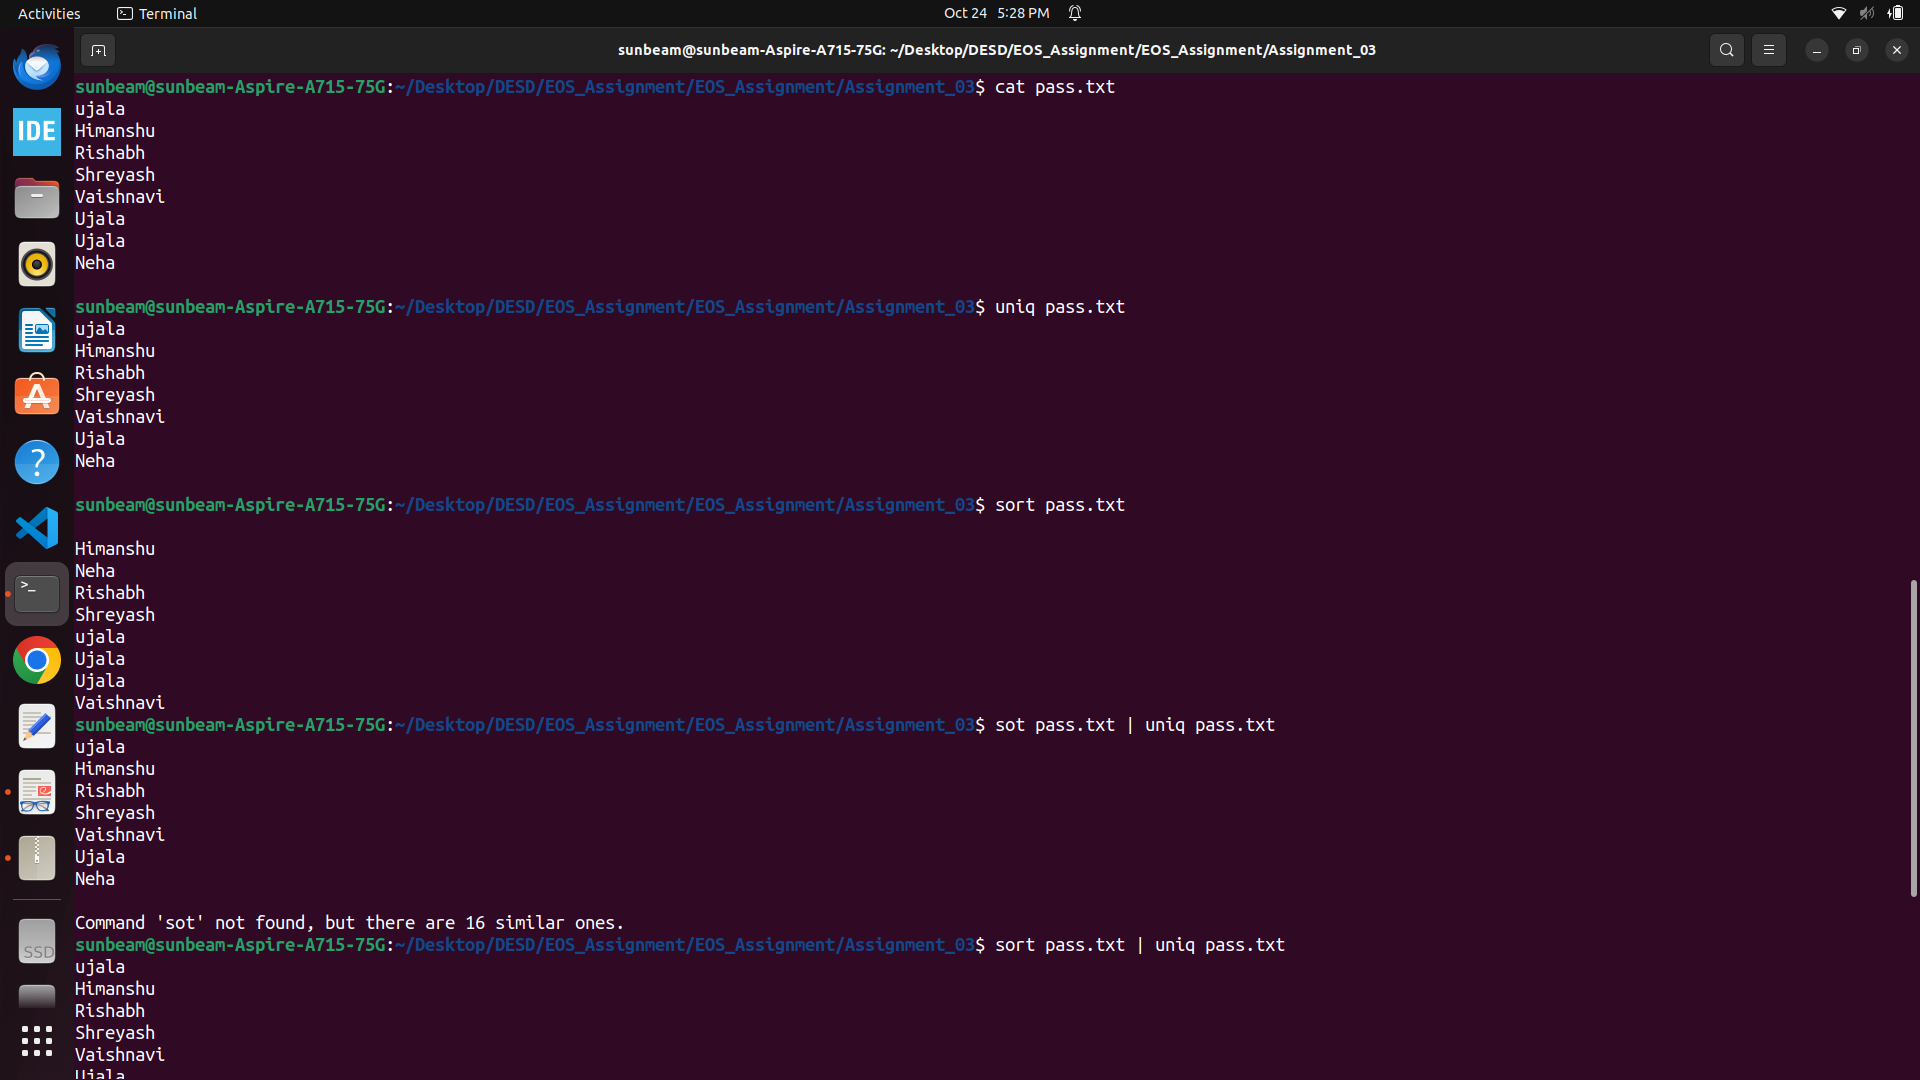 Activities
Terminal
Oct 24 5:28 PM
sunbeam@sunbeam-Aspire-A715-75G: ~/Desktop/DESD/EOS_Assignment/EOS_Assignment/Assignment_03
IDE
sunbeam@sunbeam-Aspire-A715-75G:~/Desktop/DESD/EOS_Assignment/EOS_Assignment/Assignment_03$ cat pass.txt
ujala
Himanshu
Rishabh
Shreyash
Vaishnavi
Ujala
Ujala
Neha
sunbeam@sunbeam-Aspire-A715-75G:~/Desktop/DESD/EOS_Assignment/EOS_Assignment/Assignment_03$ uniq pass.txt
ujala
Himanshu
Rishabh
Shreyash
Vaishnavi
Ujala
Neha
sunbeam@sunbeam-Aspire-A715-75G:~/Desktop/DESD/EOS_Assignment/EOS_Assignment/Assignment_03$ sort pass.txt
Himanshu
Neha
Rishabh
Shreyash
ujala
Ujala
Ujala
Vaishnavi
sunbeam@sunbeam-Aspire-A715-75G:~/Desktop/DESD/EOS_Assignment/EOS_Assignment/Assignment_03$ sot pass.txt | uniq pass.txt
ujala
Himanshu
Rishabh
Shreyash
Vaishnavi
Ujala
Neha
Command 'sot' not found, but there are 16 similar ones.
sunbeam@sunbeam-Aspire-A715-75G:~/Desktop/DESD/EOS_Assignment/EOS_Assignment/Assignment_03$ sort pass.txt | uniq pass.txt
ujala
Himanshu
Rishabh
Shreyash
Vaishnavi
Ujala
SSD